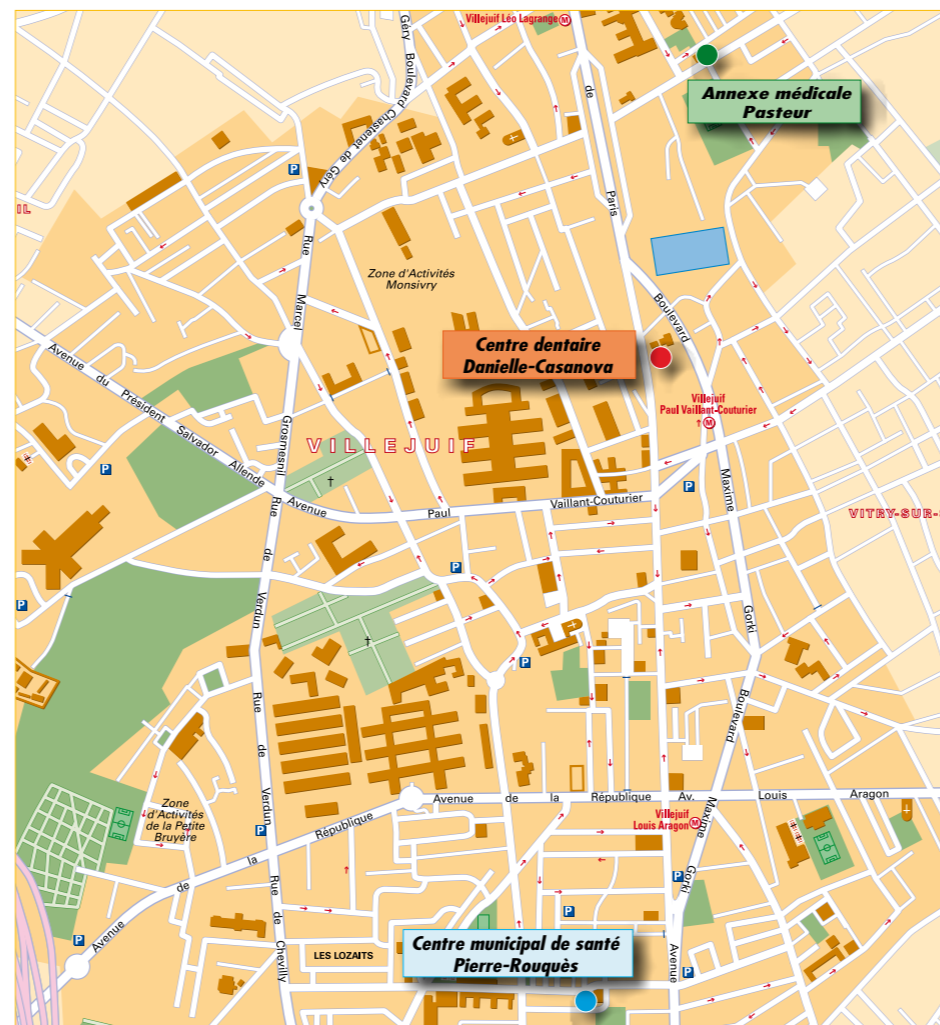 Villejuif Léo Lagrange M
Géry Boulevard Chastenet de Géry
de
Paris
Annexe médicale
Pasteur
P
IL
Rue
Marcel
Grosmesnil
Zone d'Activités
Monsivry
Boulevard
Maxime
Gorki
Centre dentaire
Danielle-Casanova
Villejuif
Paul Vaillant-Couturier
M
Avenue du Président Salvador Allende
VILLEJUIF
P
Avenue Paul Vaillant-Couturier
P
VITRY-SUR-
P
P
Rue de Verdun
P
Rue de Verdun
Boulevard
Maxime
Gorki
Zone
d'Activités
de la Petite
Bruyère
P
Avenue de la République
Avenue de la République Av. Louis Aragon
Villejuif
Louis Aragon M
P
P
P
Rue de Chevilly
LES LOZAITS
Centre municipal de santé
Pierre-Rouquès
Avenue
P